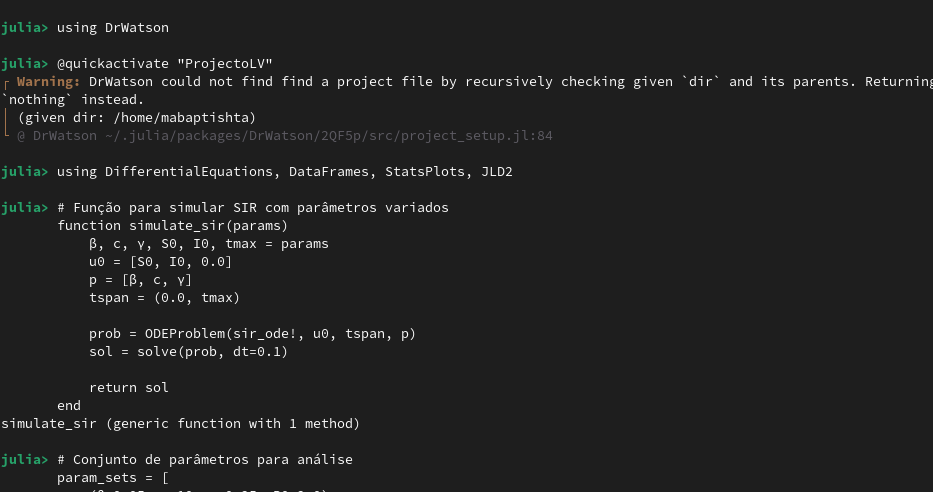 julia> using DrWatson
julia> @quickactivate "ProjectoLV"
┌ Warning: DrWatson could not find find a project file by recursively checking given `dir` and its parents. Returning
`nothing` instead.
│ (given dir: /home/mabaptishta)
└ @ DrWatson ~/.julia/packages/DrWatson/2QF5p/src/project_setup.jl:84
julia> using DifferentialEquations, DataFrames, StatsPlots, JLD2
julia> # Função para simular SIR com parâmetros variados
function simulate_sir(params)
β, c, γ, S0, I0, tmax = params
u0 = [S0, I0, 0.0]
p = [β, c, γ]
tspan = (0.0, tmax)
prob = ODEProblem(sir_ode!, u0, tspan, p)
sol = solve(prob, dt=0.1)
return sol
end
simulate_sir (generic function with 1 method)
julia> # Conjunto de parâmetros para análise
param_sets = [